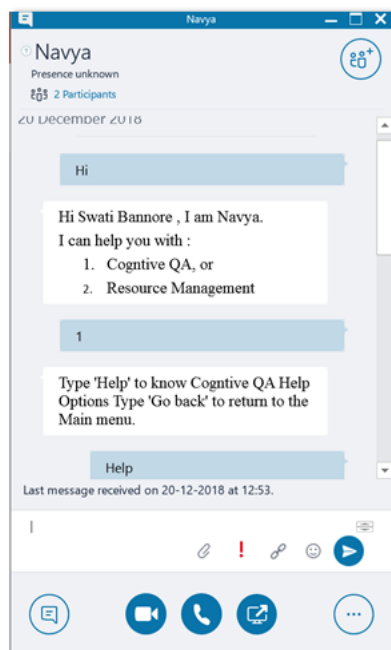 Navya
Navya
Presence unknown
2 Participants
20 December 2018
Hi
Hi Swati Bannore , I am Navya.
I can help you with :
1. Cogntive QA, or
2. Resource Management
1
Type 'Help' to know Cogntive QA Help
Options Type 'Go back' to return to the
Main menu.
Help
Last message received on 20-12-2018 at 12:53.